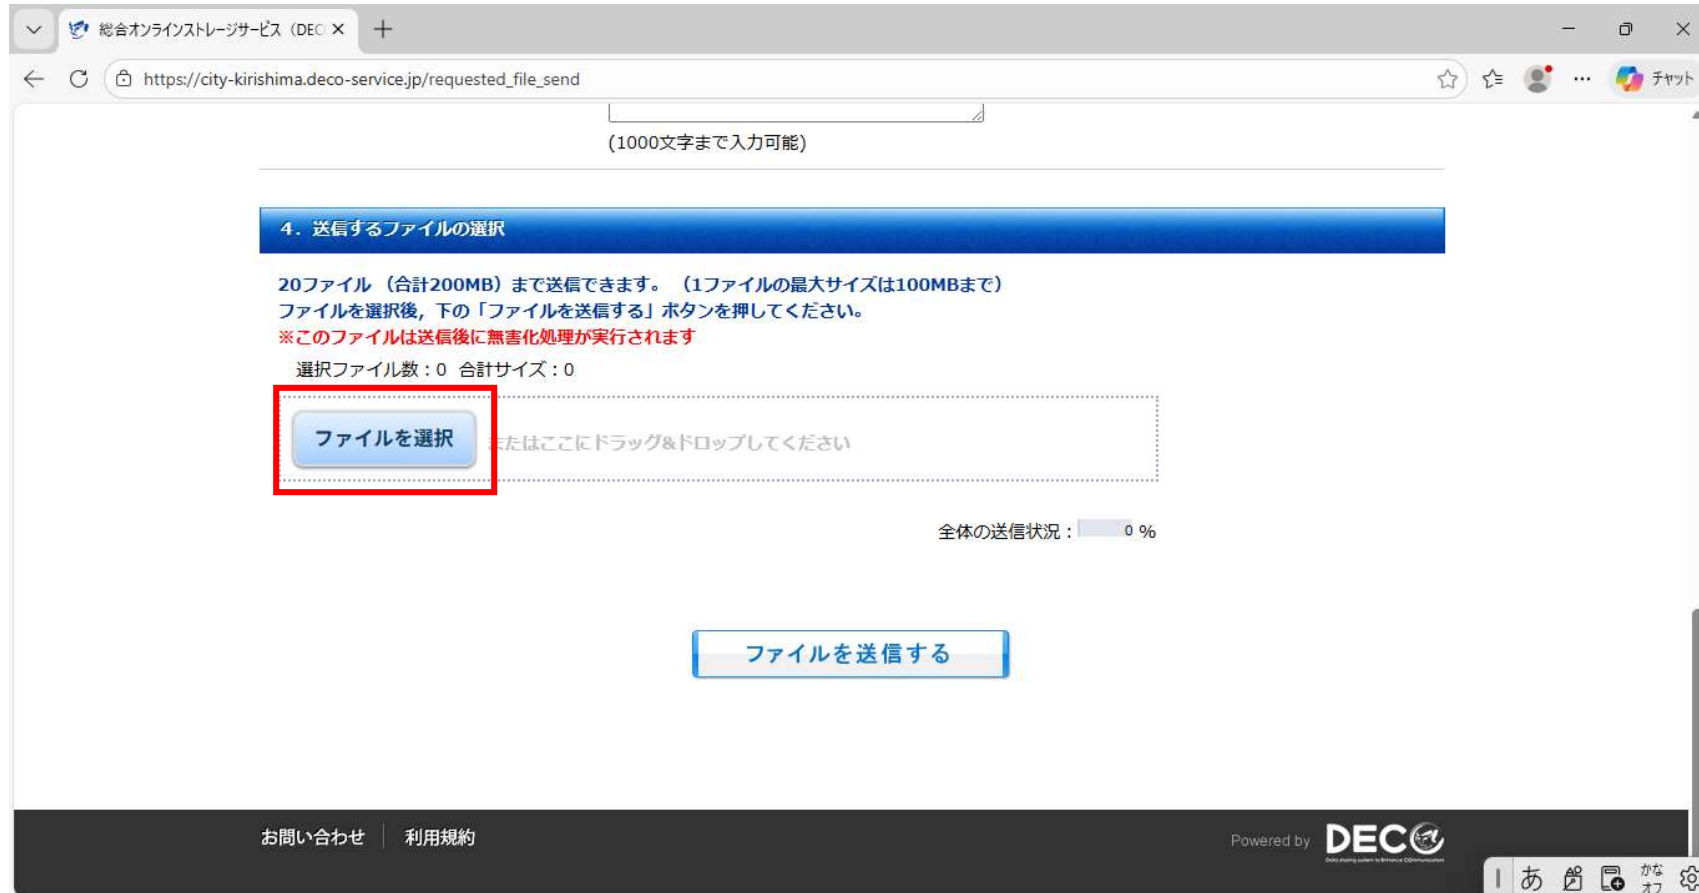 総合オンラインストレージサービス（DEC
https://city-kirishima.deco-service.jp/requested_file_send
チャット
(1000文字まで入力可能)
4．送信するファイルの選択
20ファイル （合計200MB）まで送信できます。 （1ファイルの最大サイズは100MBまで）
ファイルを選択後，下の「ファイルを送信する」ボタンを押してください。
※このファイルは送信後に無害化処理が実行されます
選択ファイル数：0 合計サイズ：0
ファイルを選択
またはここにドラッグ&ドロップしてください
全体の送信状況： 0 %
ファイルを送信する
お問い合わせ 利用規約
Powered by DECO
あ かな
オフ